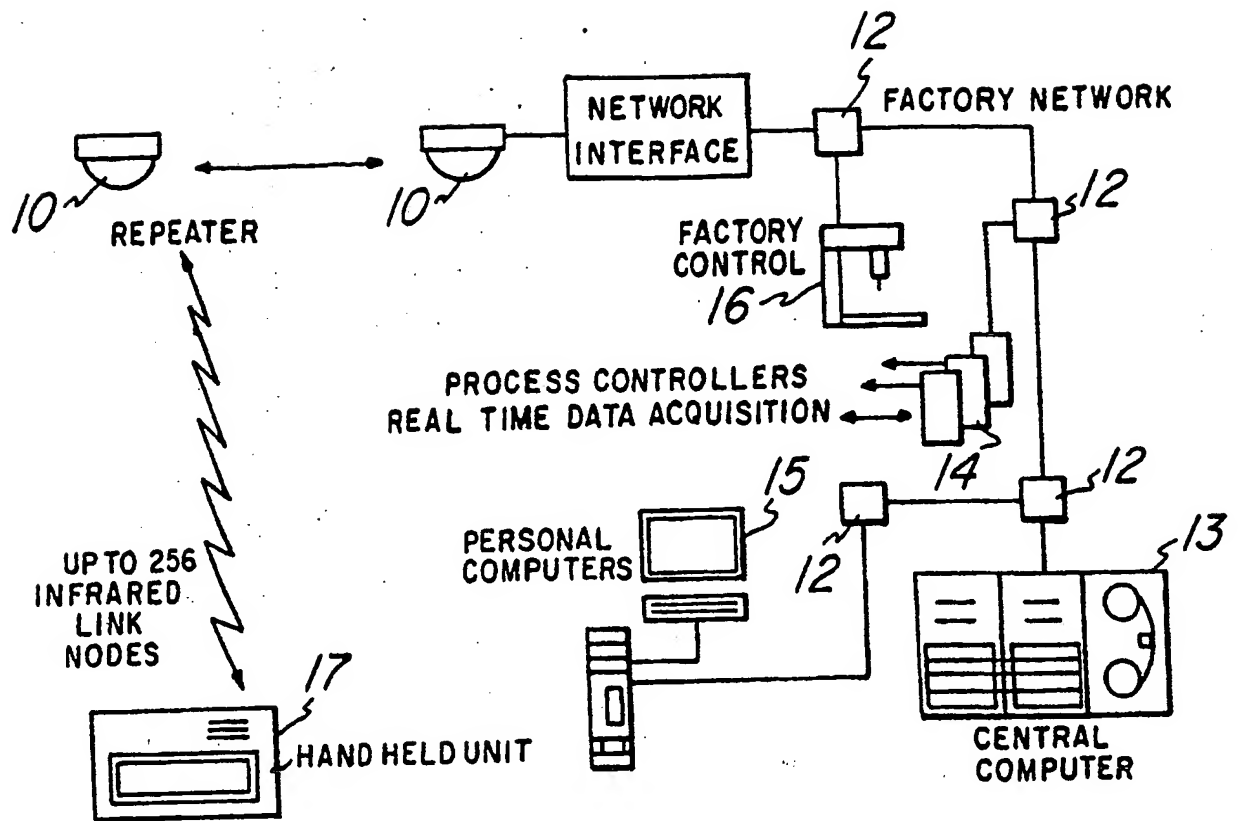 12
NETWORK
INTERFACE
FACTORY NETWORK
10
10
12
REPEATER
FACTORY
CONTROL
16
PROCESS CONTROLLERS
REAL TIME DATA ACQUISITION
14
12
15
PERSONAL
COMPUTERS
12
13
UP TO 256
INFRARED
LINK
NODES
17
HAND HELD UNIT
CENTRAL
COMPUTER